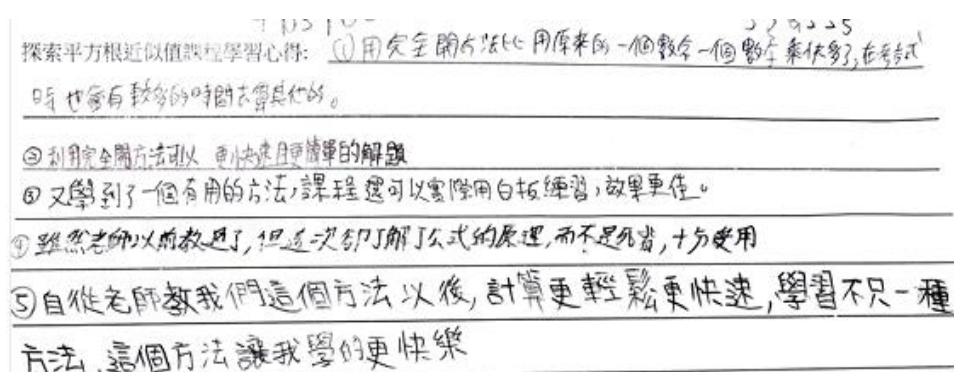 探索平方根近似值課程學習心得: ①用完全開方法比用原來的一個數字一個數字乘快多了,在考試
時也會有較多的時間去算其他的。
②利用完全開方法可以 更快速且更簡單的解題
③又學到了一個有用的方法,課程還可以實際用白板練習,效果更佳。
④雖然老師以前教過了,但這次卻了解了公式的原理,而不是死背,十分受用
⑤自從老師教我們這個方法以後,計算更輕鬆更快速,學習不只一種
方法,這個方法讓我學的更快樂